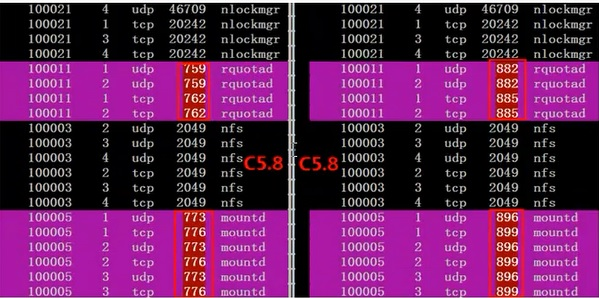 100021 4 udp 46709 nlockmgr
100021 1 tcp 20242 nlockmgr
100021 3 tcp 20242 nlockmgr
100021 4 tcp 20242 nlockmgr
100011 1 udp 759 rquotad
100011 2 udp 759 rquotad
100011 1 tcp 762 rquotad
100011 2 tcp 762 rquotad
100003 2 udp 2049 nfs
100003 3 udp 2049 nfs
100003 4 udp 2049 nfs
100003 2 tcp 2049 nfs
100003 3 tcp 2049 nfs
100003 4 tcp 2049 nfs
100005 1 udp 773 mountd
100005 1 tcp 776 mountd
100005 2 udp 773 mountd
100005 2 tcp 776 mountd
100005 3 udp 773 mountd
100005 3 tcp 776 mountd
C5.8
100021 4 udp 46709 nlockmgr
100021 1 tcp 20242 nlockmgr
100021 3 tcp 20242 nlockmgr
100021 4 tcp 20242 nlockmgr
100011 1 udp 882 rquotad
100011 2 udp 882 rquotad
100011 1 tcp 885 rquotad
100011 2 tcp 885 rquotad
100003 2 udp 2049 nfs
100003 3 udp 2049 nfs
100003 4 udp 2049 nfs
100003 2 tcp 2049 nfs
100003 3 tcp 2049 nfs
100003 4 tcp 2049 nfs
100005 1 udp 896 mountd
100005 1 tcp 899 mountd
100005 2 udp 896 mountd
100005 2 tcp 899 mountd
100005 3 udp 896 mountd
100005 3 tcp 899 mountd
C5.8